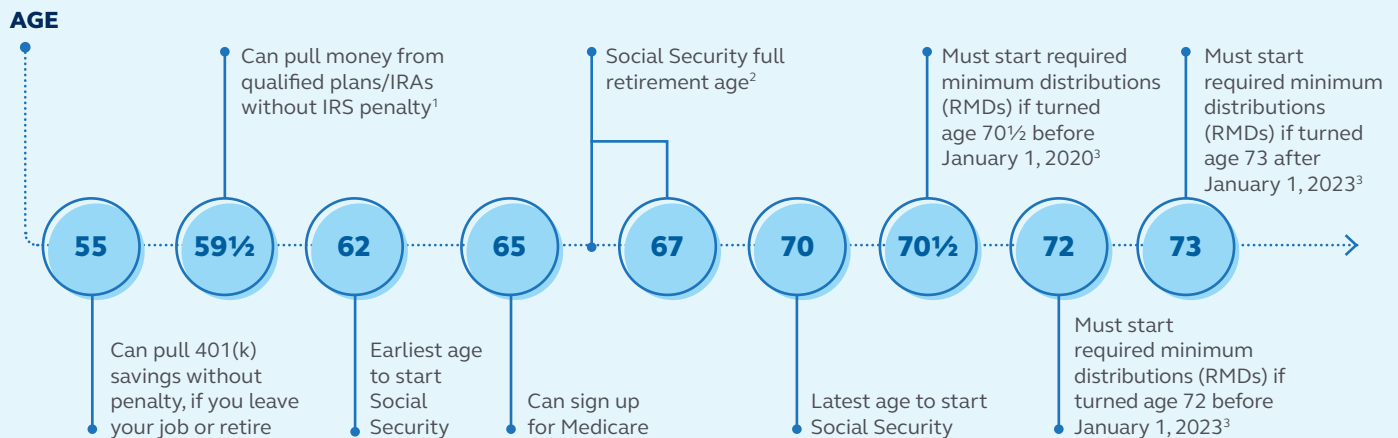 AGE
Can pull money from
qualified plans/IRAs
without IRS penalty¹
Social Security full
retirement age²
Must start required
minimum distributions
(RMDs) if turned
age 70½ before
January 1, 2020³
Must start
required minimum
distributions
(RMDs) if turned
age 73 after
January 1, 2023³
55
59½
62
65
67
70
70½
72
73
Can pull 401(k)
savings without
penalty, if you leave
your job or retire
Earliest age
to start
Social
Security
Can sign up
for Medicare
Latest age to start
Social Security
Must start
required minimum
distributions (RMDs) if
turned age 72 before
January 1, 2023³